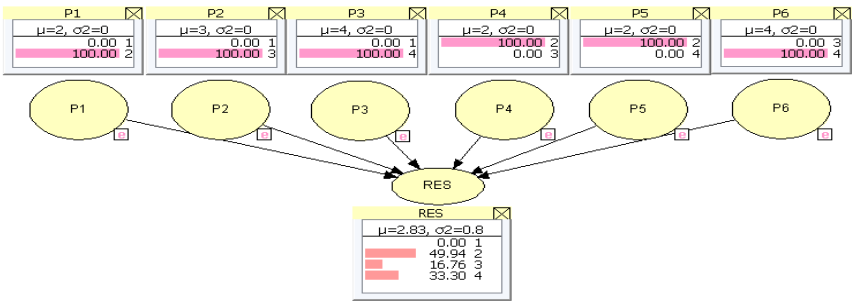 P1 P2 P3 P4 P5 P6
μ=2, σ2=0 μ=3, σ2=0 μ=4, σ2=0 μ=2, σ2=0 μ=2, σ2=0 μ=4, σ2=0
0.00 1 0.00 1 0.00 1 100.00 2 100.00 2 0.00 3
100.00 2 100.00 3 100.00 4 0.00 3 0.00 4 100.00 4
P1 P2 P3 P4 P5 P6
e e e e e e
RES
RES
μ=2.83, σ2=0.8
0.00 1
49.94 2
16.76 3
33.30 4